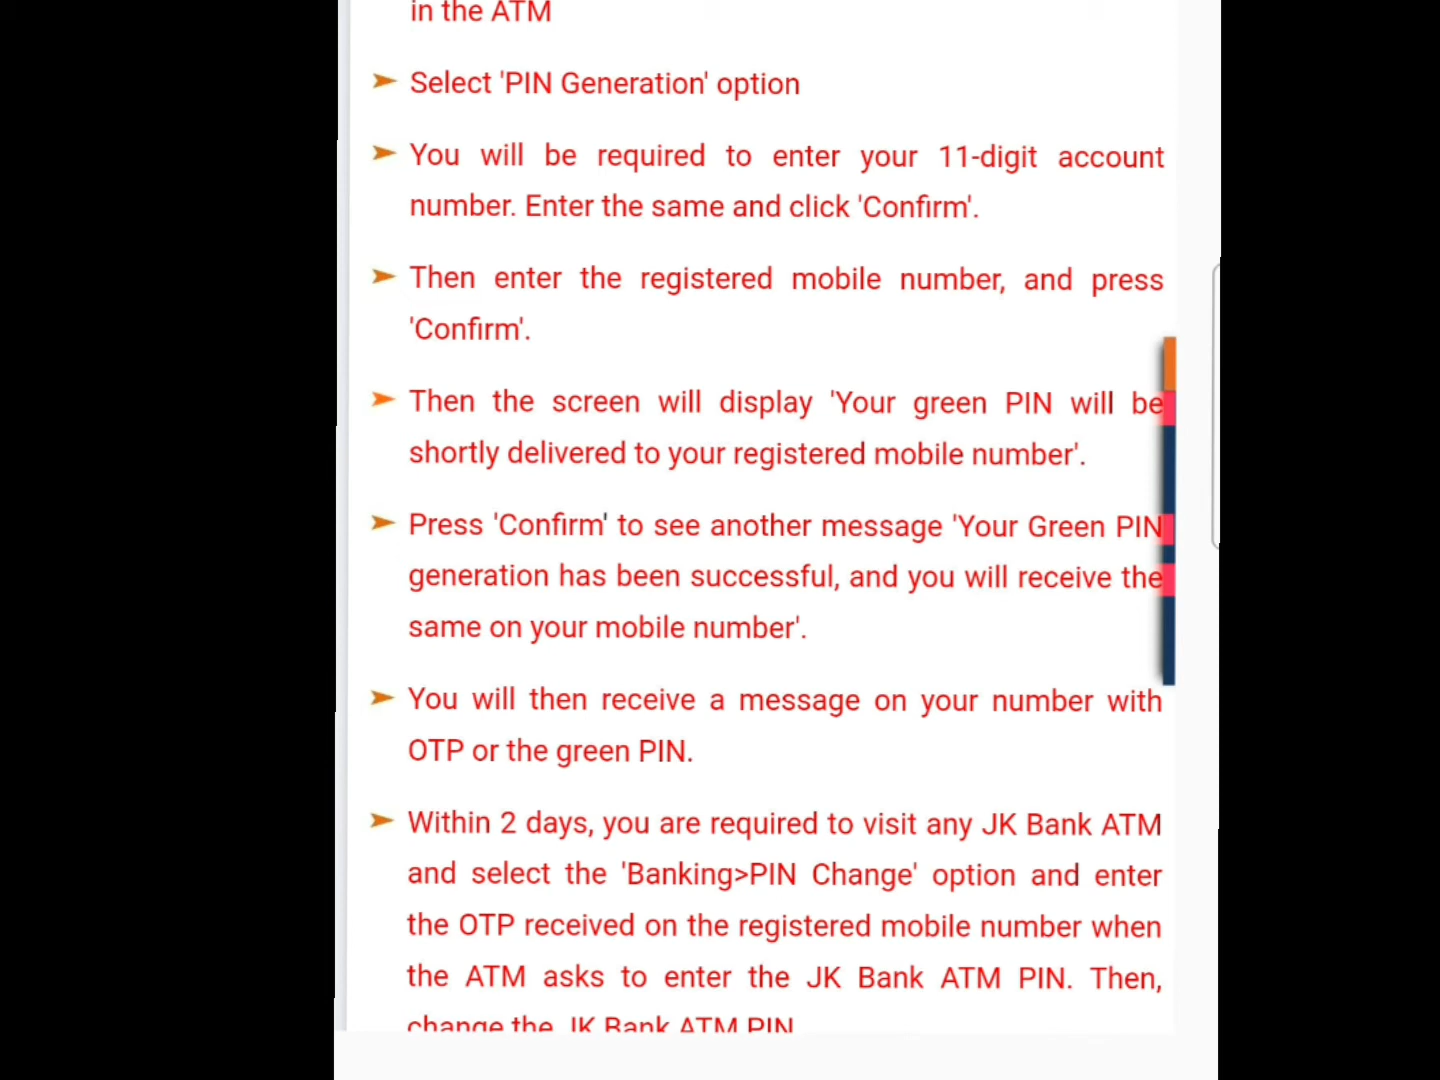 in the ATM
Select 'PIN Generation' option
You will be required to enter your 11-digit account
number. Enter the same and click 'Confirm'.
Then enter the registered mobile number, and press
'Confirm'.
Then the screen will display 'Your green PIN will be
shortly delivered to your registered mobile number'.
Press 'Confirm' to see another message 'Your Green PIN
generation has been successful, and you will receive the
same on your mobile number'.
You will then receive a message on your number with
OTP or the green PIN.
Within 2 days, you are required to visit any JK Bank ATM
and select the 'Banking>PIN Change' option and enter
the OTP received on the registered mobile number when
the ATM asks to enter the JK Bank ATM PIN. Then,
change the JK Bank ATM PIN